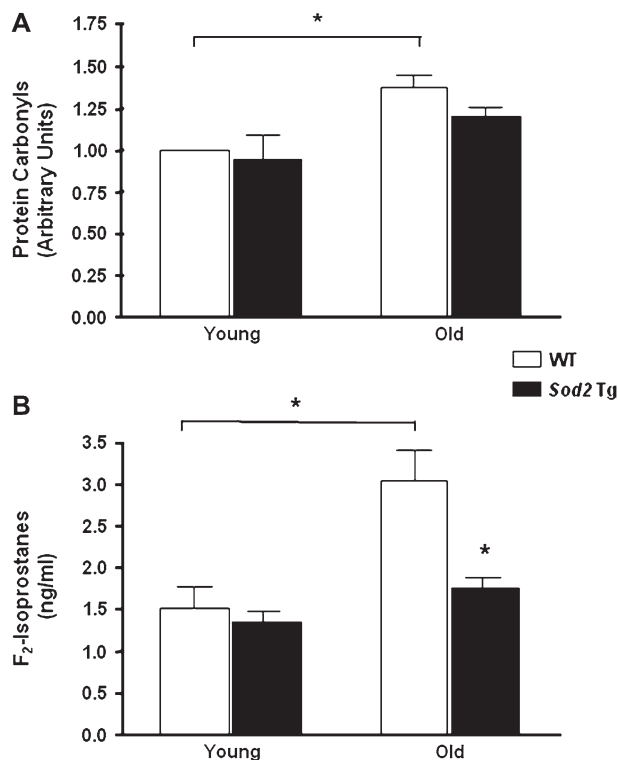 A
*
Protein Carbonyls
(Arbitrary Units)
1.75
1.50
1.25
1.00
0.75
0.50
0.25
0.00
Young
Old
WT
Sod2 Tg
B
*
F2-Isoprostanes
(ng/ml)
3.5
3.0
2.5
2.0
1.5
1.0
0.5
0.0
*
Young
Old